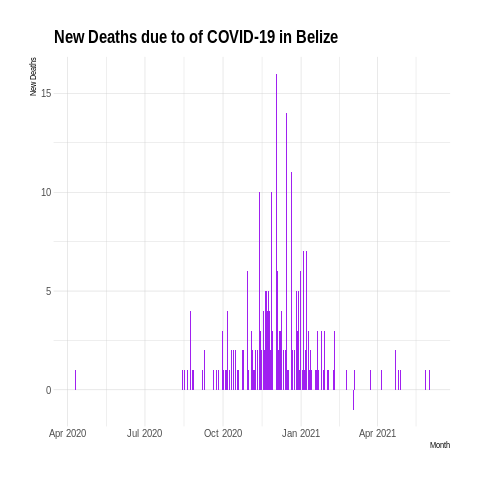 New Deaths due to of COVID-19 in Belize
New Deaths
15
10
5
0
Apr 2020 Jul 2020 Oct 2020 Jan 2021 Apr 2021
Month